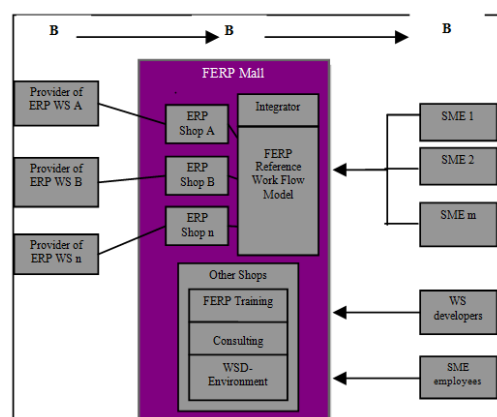 B
B
B
FERP Mall
Provider of
ERP WS A
Provider of
ERP WS B
Provider of
ERP WS n
ERP
Shop A
ERP
Shop B
ERP
Shop n
Integrator
FERP
Reference
Work Flow
Model
Other Shops
FERP Training
Consulting
WSD-
Environment
SME 1
SME 2
SME m
WS
developers
SME
employees